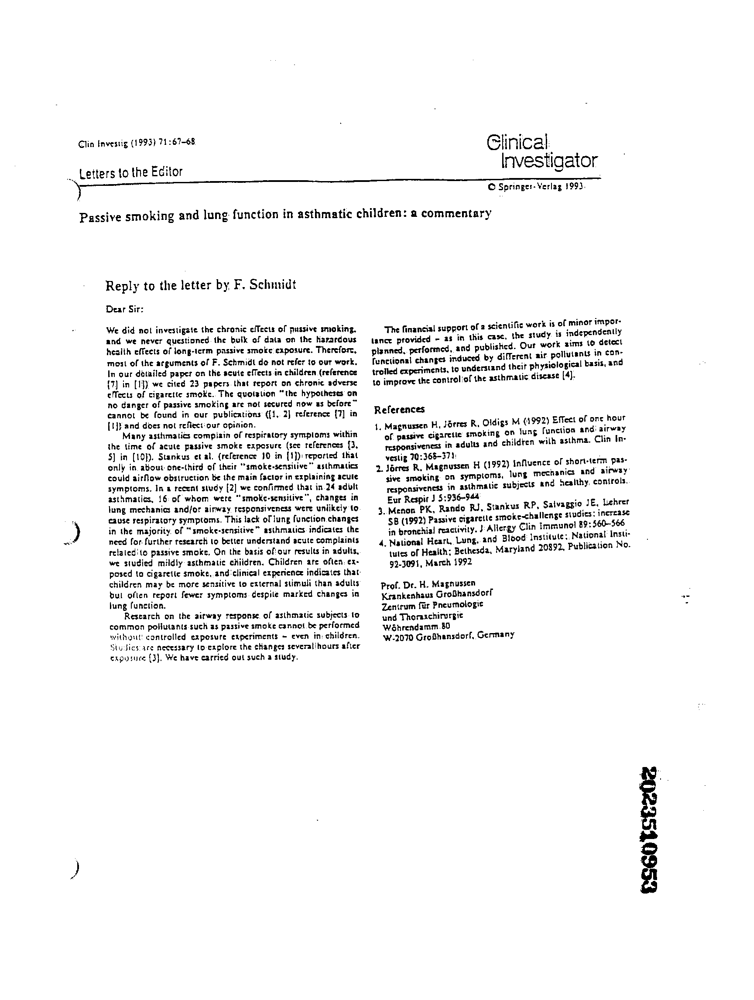 Clin Investig (1993) 71:67–68
Clinical
Investigator
Letters to the Editor
© Springer-Verlag 1993
Passive smoking and lung function in asthmatic children: a commentary
Reply to the letter by F. Schmidt
Dear Sir:
We did not investigate the chronic effects of passive smoking,
and we never questioned the bulk of data on the hazardous
health effects of long-term passive smoke exposure. Therefore,
most of the arguments of F. Schmidt do not refer to our work.
In our detailed paper on the acute effects in children (reference
[7] in [1]) we cited 23 papers that report on chronic adverse
effects of cigarette smoke. The quotation "the hypotheses on
no danger of passive smoking are not secured now as before"
cannot be found in our publications ([1, 2] reference [7] in
[1]) and does not reflect our opinion.
Many asthmatics complain of respiratory symptoms within
the time of acute passive smoke exposure (see references [3,
5] in [10]). Stankus et al. (reference 10 in [1]) reported that
only in about one-third of their "smoke-sensitive" asthmatics
could airflow obstruction be the main factor in explaining acute
symptoms. In a recent study [2] we confirmed that in 24 adult
asthmatics, 16 of whom were "smoke-sensitive", changes in
lung mechanics and/or airway responsiveness were unlikely to
cause respiratory symptoms. This lack of lung function changes
in the majority of "smoke-sensitive" asthmatics indicates the
need for further research to better understand acute complaints
related to passive smoke. On the basis of our results in adults,
we studied mildly asthmatic children. Children are often ex-
posed to cigarette smoke, and clinical experience indicates that
children may be more sensitive to external stimuli than adults
but often report fewer symptoms despite marked changes in
lung function.
Research on the airway response of asthmatic subjects to
common pollutants such as passive smoke cannot be performed
without controlled exposure experiments – even in children.
Studies are necessary to explore the changes several hours after
exposure [3]. We have carried out such a study.
The financial support of a scientific work is of minor impor-
tance provided – as in this case, the study is independently
planned, performed, and published. Our work aims to detect
functional changes induced by different air pollutants in con-
trolled experiments, to understand their physiological basis, and
to improve the control of the asthmatic disease [4].
References
1. Magnussen H, Jörres R, Oldigs M (1992) Effect of one hour
of passive cigarette smoking on lung function and airway
responsiveness in adults and children with asthma. Clin In-
vestig 70:368–371
2. Jörres R, Magnussen H (1992) Influence of short-term pas-
sive smoking on symptoms, lung mechanics and airway
responsiveness in asthmatic subjects and healthy controls.
Eur Respir J 5:936–944
3. Menon PK, Rando RJ, Stankus RP, Salvaggio JE, Lehrer
SB (1992) Passive cigarette smoke-challenge studies: increase
in bronchial reactivity. J Allergy Clin Immunol 89:560–566
4. National Heart, Lung, and Blood Institute; National Insti-
tutes of Health; Bethesda, Maryland 20892, Publication No.
92-3091, March 1992
Prof. Dr. H. Magnussen
Krankenhaus Großhansdorf
Zentrum für Pneumologie
und Thoraxchirurgie
Wöhrendamm 80
W-2070 Großhansdorf, Germany
2023510953